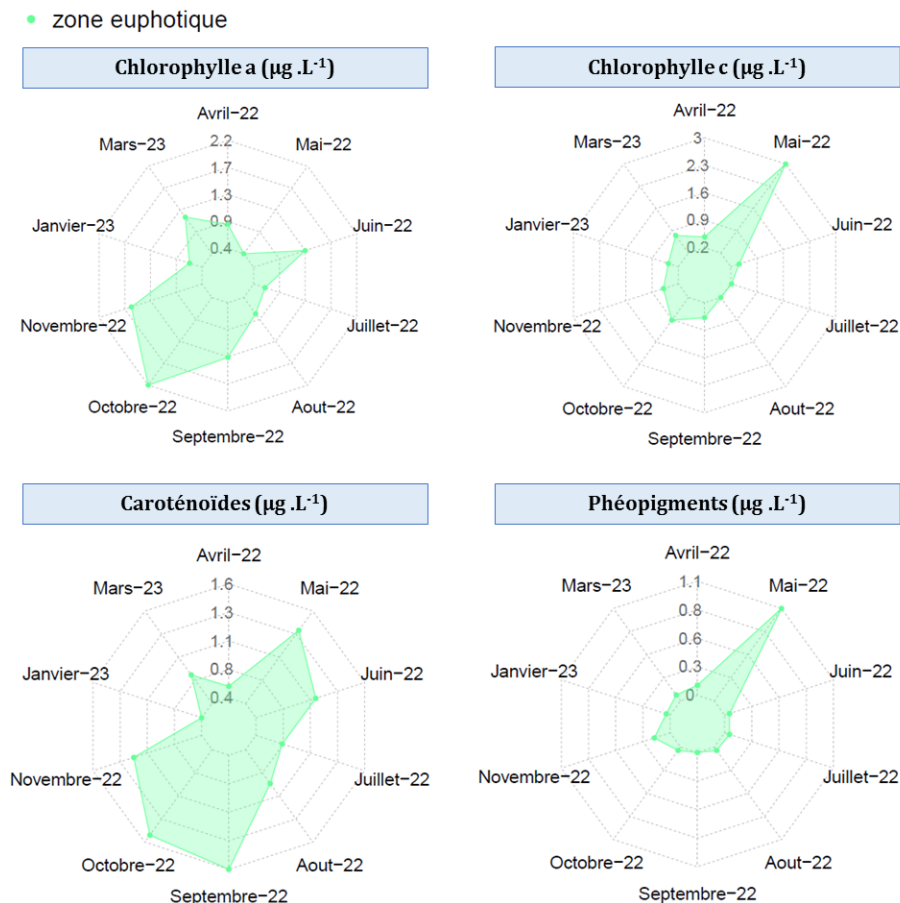 zone euphotique
Chlorophylle a (µg .L⁻¹)
Avril−22
Mai−22
Juin−22
Juillet−22
Aout−22
Septembre−22
Octobre−22
Novembre−22
Janvier−23
Mars−23
2.2
1.7
1.3
0.9
0.4
Chlorophylle c (µg .L⁻¹)
Avril−22
Mai−22
Juin−22
Juillet−22
Aout−22
Septembre−22
Octobre−22
Novembre−22
Janvier−23
Mars−23
3
2.3
1.6
0.9
0.2
Caroténoïdes (µg .L⁻¹)
Avril−22
Mai−22
Juin−22
Juillet−22
Aout−22
Septembre−22
Octobre−22
Novembre−22
Janvier−23
Mars−23
1.6
1.3
1.1
0.8
0.4
Phéopigments (µg .L⁻¹)
Avril−22
Mai−22
Juin−22
Juillet−22
Aout−22
Septembre−22
Octobre−22
Novembre−22
Janvier−23
Mars−23
1.1
0.8
0.6
0.3
0